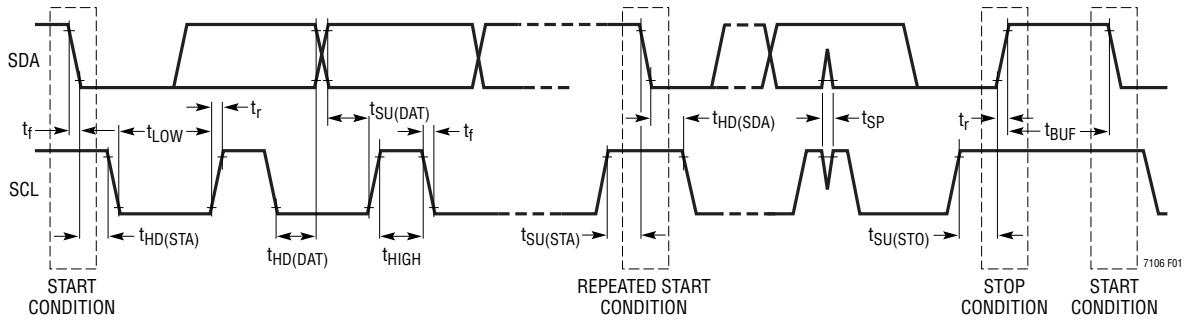 SDA
t_f
t_LOW
t_r
t_SU(DAT)
t_f
t_HD(SDA)
t_SP
t_r
t_BUF
SCL
t_HD(STA)
t_HD(DAT)
t_HIGH
t_SU(STA)
t_SU(STO)
7106 F01
START
CONDITION
REPEATED START
CONDITION
STOP
CONDITION
START
CONDITION